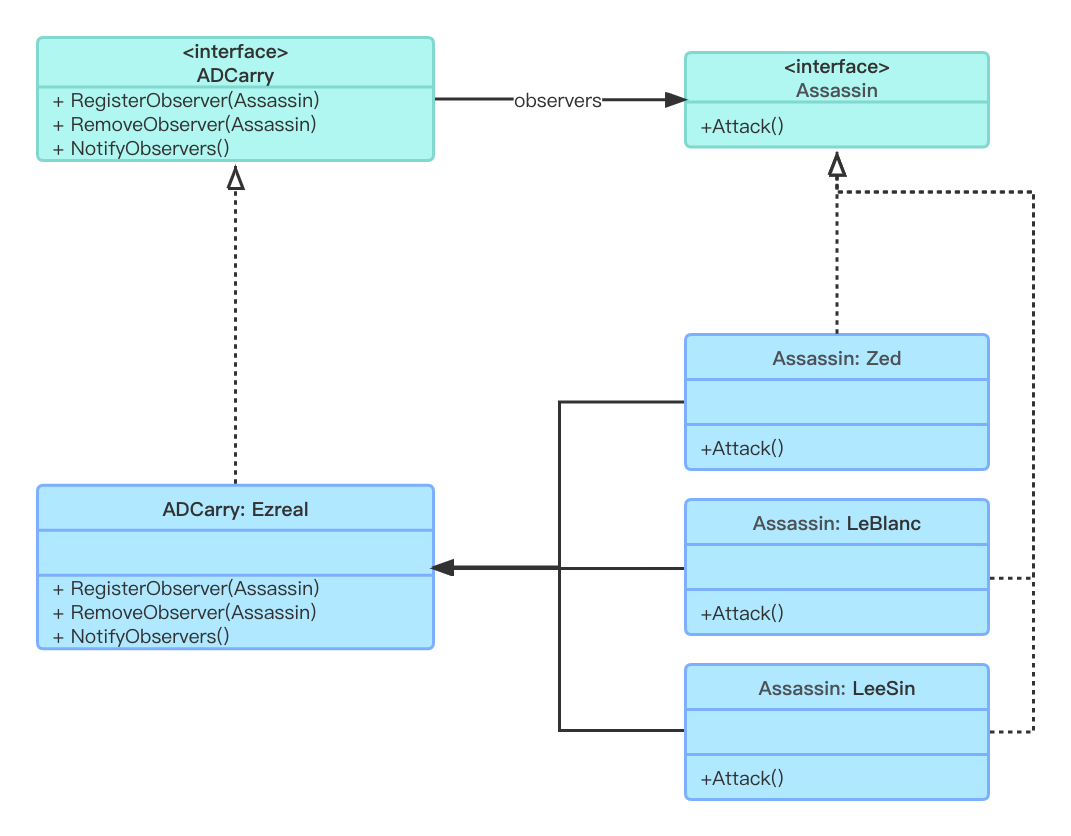 <interface>
ADCarry
+ RegisterObserver(Assassin)
+ RemoveObserver(Assassin)
+ NotifyObservers()
observers
<interface>
Assassin
+Attack()
Assassin: Zed
+Attack()
ADCarry: Ezreal
+ RegisterObserver(Assassin)
+ RemoveObserver(Assassin)
+ NotifyObservers()
Assassin: LeBlanc
+Attack()
Assassin: LeeSin
+Attack()